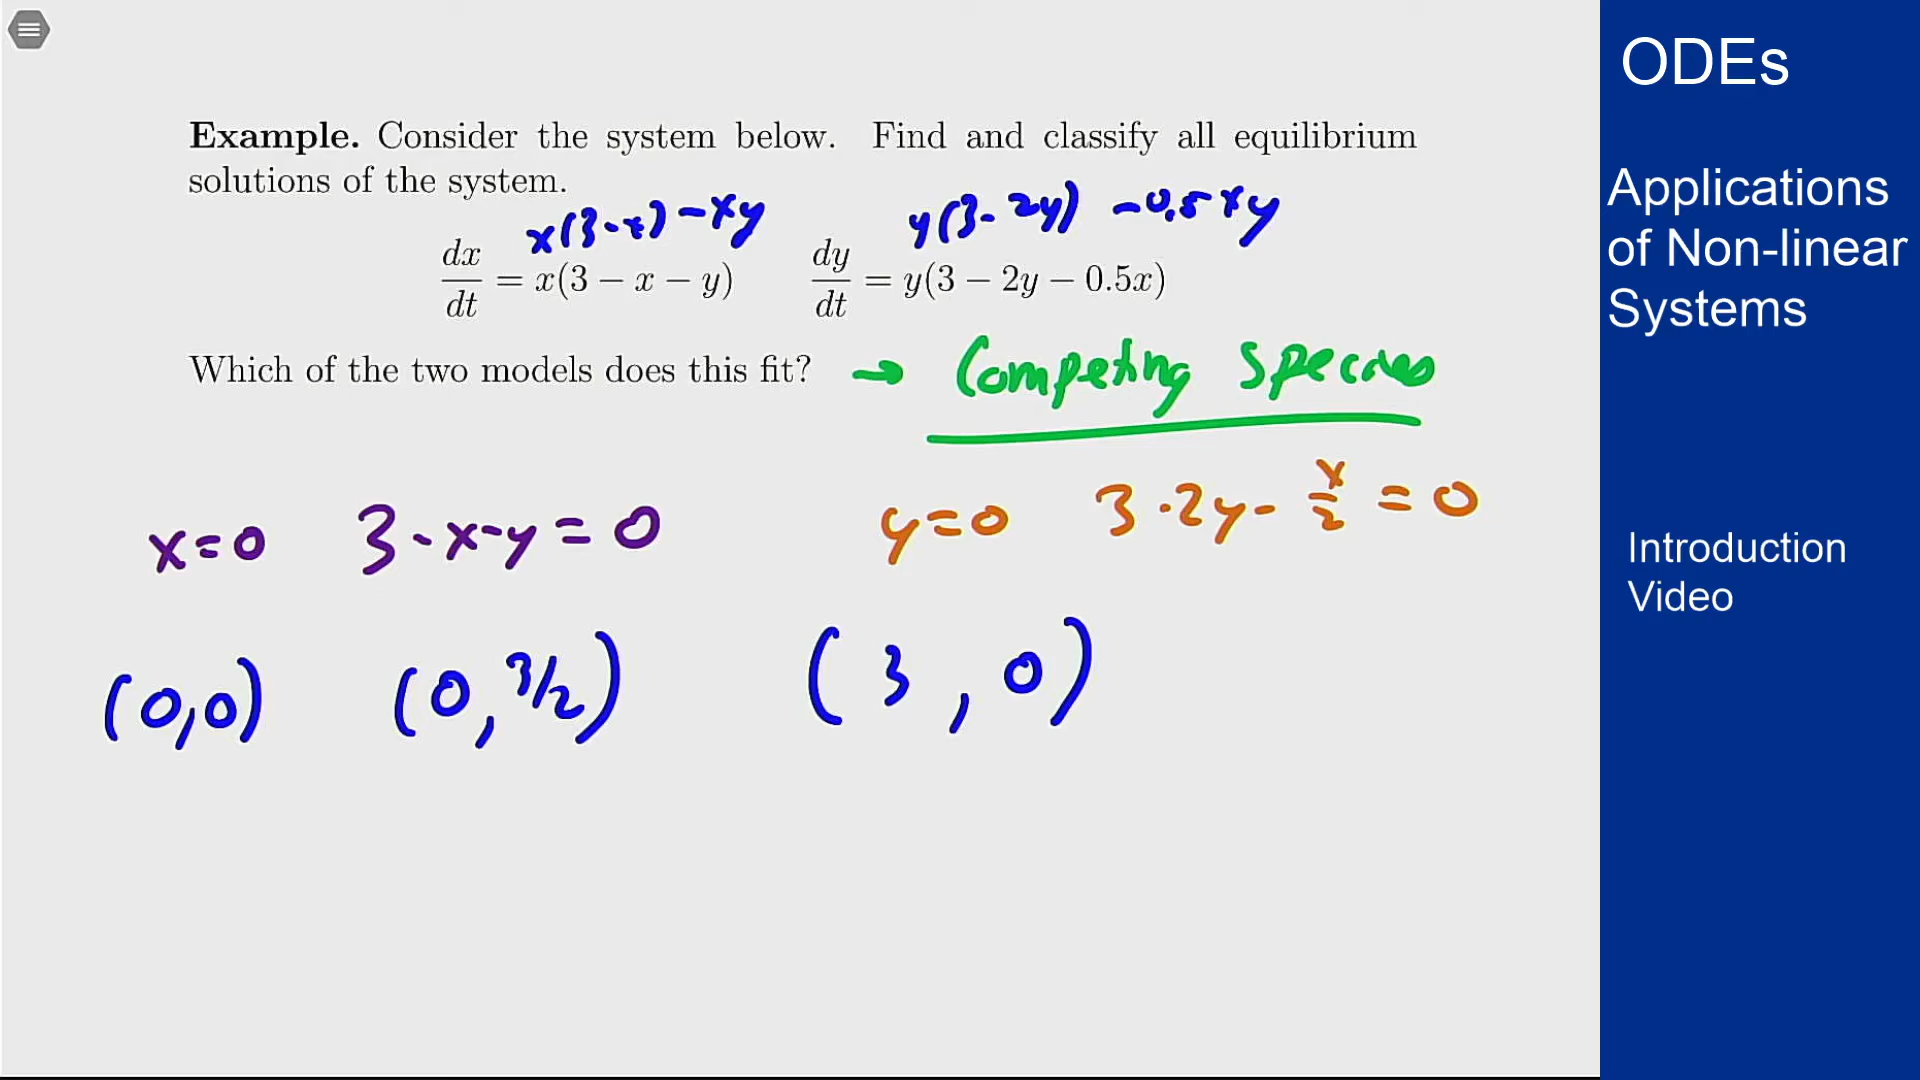 Example. Consider the system below. Find and classify all equilibrium
solutions of the system.
x(3-x)-xy y(3-2y) -0.5xy
dx/dt = x(3 − x − y) dy/dt = y(3 − 2y − 0.5x)
Which of the two models does this fit? → Competing Species
x=0 3-x-y=0 y=0 3-2y-x/2=0
(0,0) (0,3/2) (3,0)
ODEs
Applications
of Non-linear
Systems
Introduction
Video